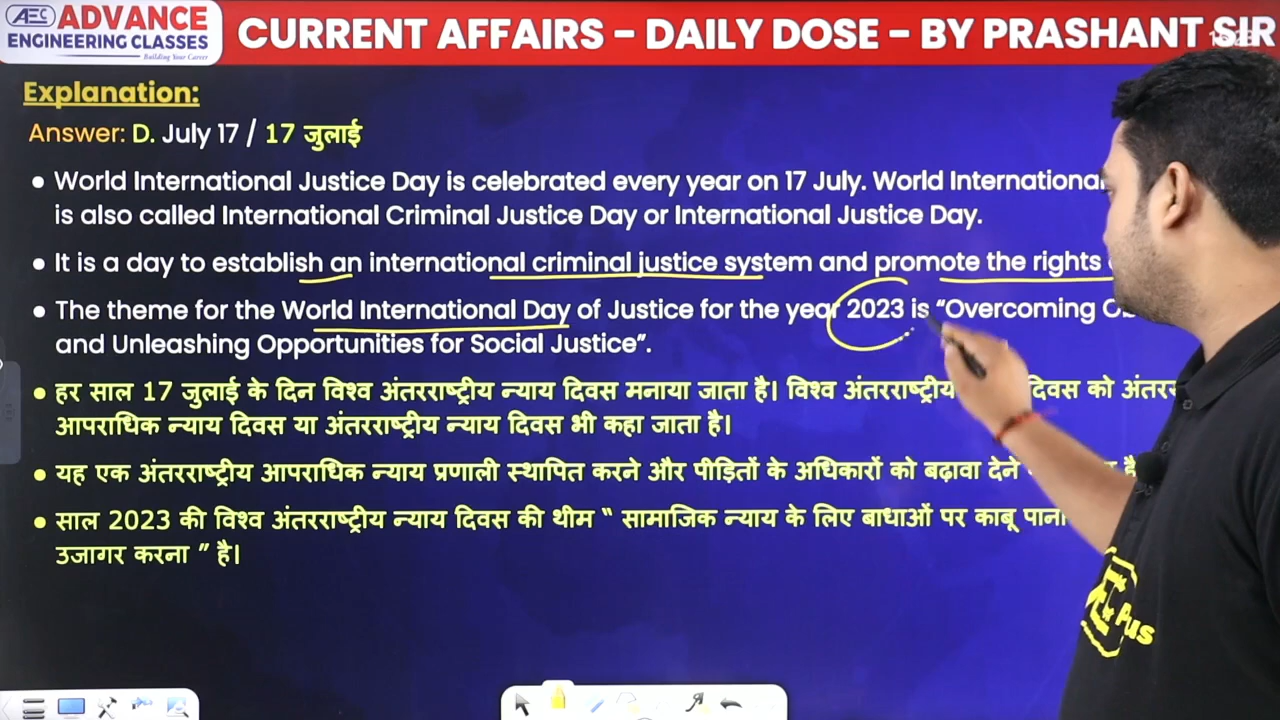 AEC ADVANCE
ENGINEERING CLASSES
Building Your Career
CURRENT AFFAIRS - DAILY DOSE - BY PRASHANT SIR
Explanation:
Answer: D. July 17 / 17 जुलाई
• World International Justice Day is celebrated every year on 17 July. World International
is also called International Criminal Justice Day or International Justice Day.
• It is a day to establish an international criminal justice system and promote the rights
• The theme for the World International Day of Justice for the year 2023 is “Overcoming
and Unleashing Opportunities for Social Justice”.
• हर साल 17 जुलाई के दिन विश्व अंतरराष्ट्रीय न्याय दिवस मनाया जाता है। विश्व अंतरराष्ट्रीय दिवस को
आपराधिक न्याय दिवस या अंतरराष्ट्रीय न्याय दिवस भी कहा जाता है।
• यह एक अंतरराष्ट्रीय आपराधिक न्याय प्रणाली स्थापित करने और पीड़ितों के अधिकारों को बढ़ावा देने
• साल 2023 की विश्व अंतरराष्ट्रीय न्याय दिवस की थीम “ सामाजिक न्याय के लिए बाधाओं पर काबू पाना
उजागर करना ” है।
Plus